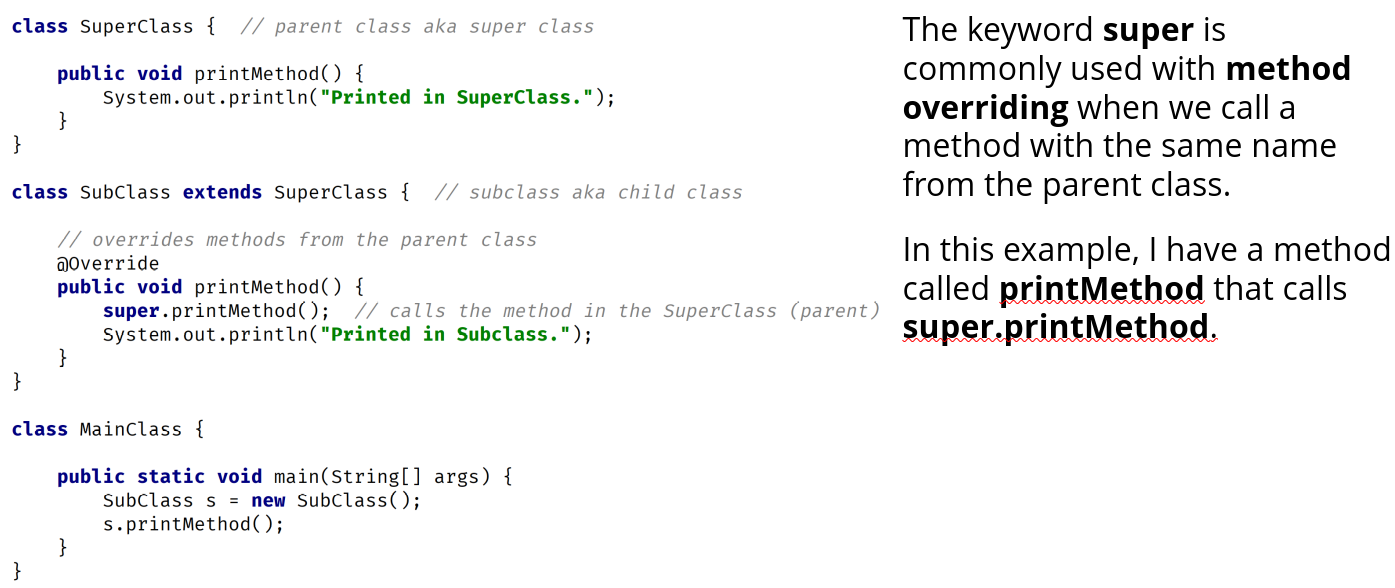 class SuperClass {  // parent class aka super class
    public void printMethod() {
        System.out.println("Printed in SuperClass.");
    }
}
class SubClass extends SuperClass {  // subclass aka child class
    // overrides methods from the parent class
    @Override
    public void printMethod() {
        super.printMethod();  // calls the method in the SuperClass (parent)
        System.out.println("Printed in Subclass.");
    }
}
class MainClass {
    public static void main(String[] args) {
        SubClass s = new SubClass();
        s.printMethod();
    }
}
The keyword super is
commonly used with method
overriding when we call a
method with the same name
from the parent class.
In this example, I have a method
called printMethod that calls
super.printMethod.